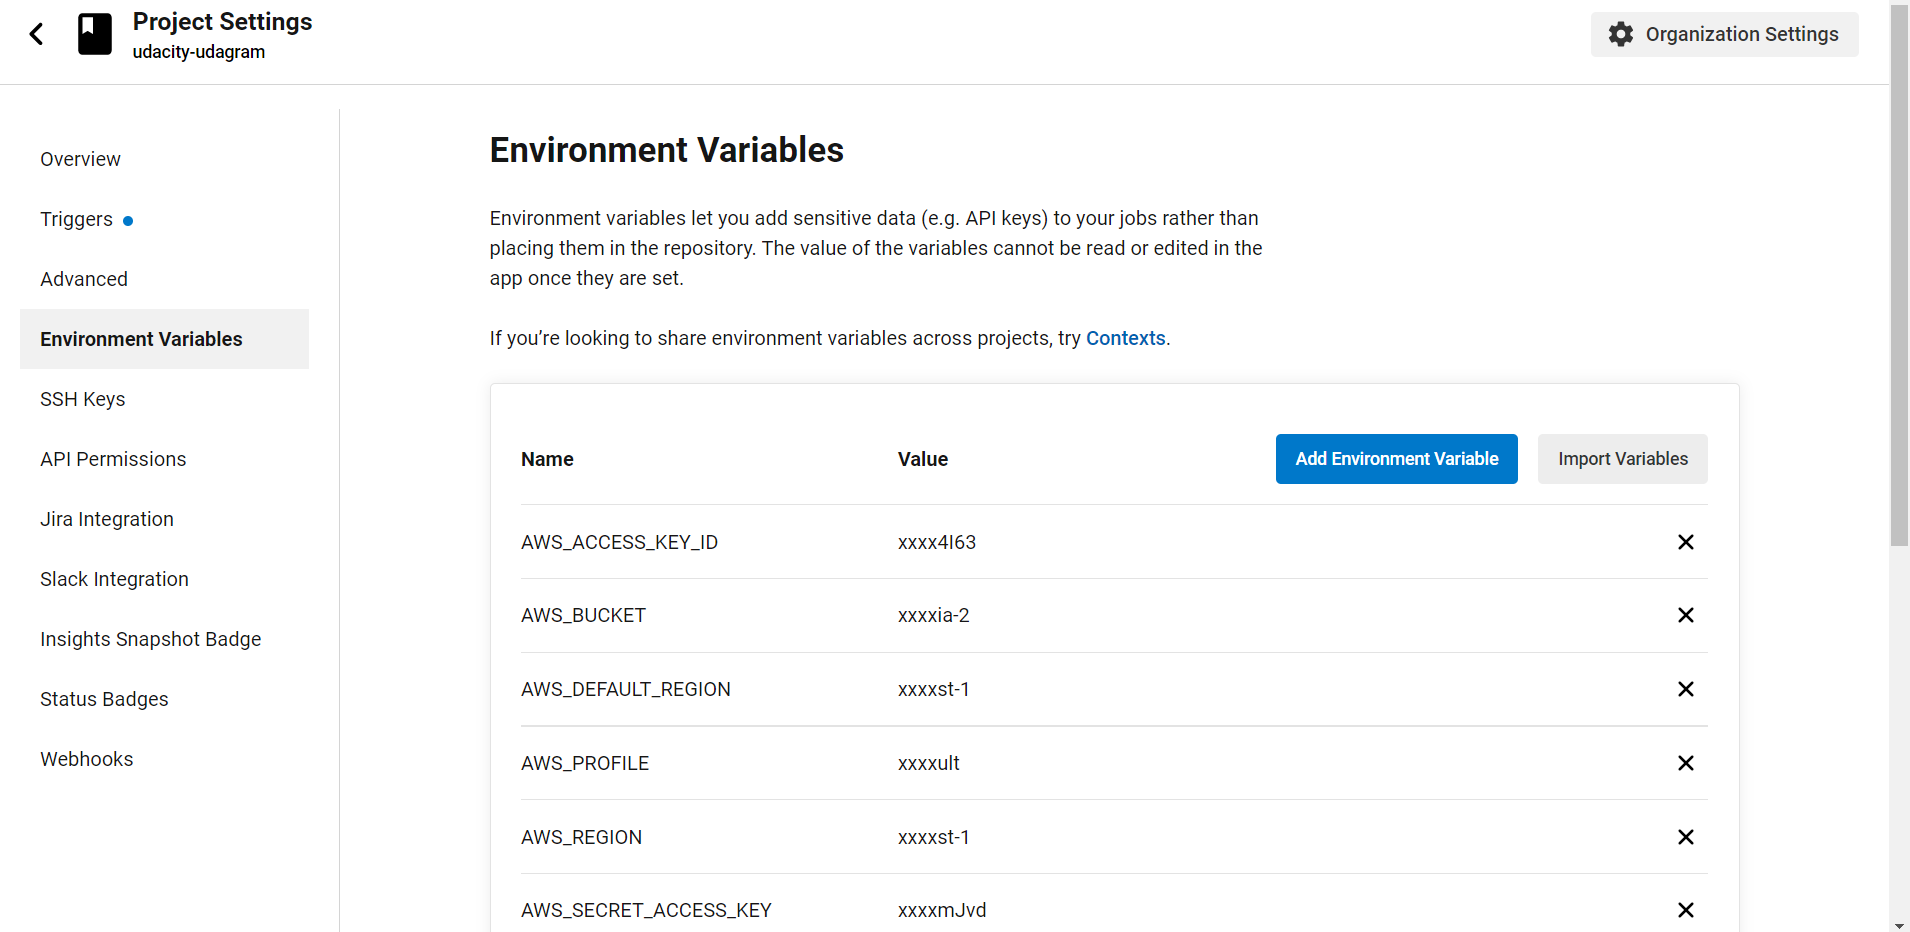 Project Settings
udacity-udagram
Organization Settings
Overview
Triggers
Advanced
Environment Variables
SSH Keys
API Permissions
Jira Integration
Slack Integration
Insights Snapshot Badge
Status Badges
Webhooks
Environment Variables
Environment variables let you add sensitive data (e.g. API keys) to your jobs rather than
placing them in the repository. The value of the variables cannot be read or edited in the
app once they are set.
If you’re looking to share environment variables across projects, try Contexts.
Name Value Add Environment Variable Import Variables
AWS_ACCESS_KEY_ID xxxx4I63
AWS_BUCKET xxxxia-2
AWS_DEFAULT_REGION xxxxst-1
AWS_PROFILE xxxxult
AWS_REGION xxxxst-1
AWS_SECRET_ACCESS_KEY xxxxmJvd